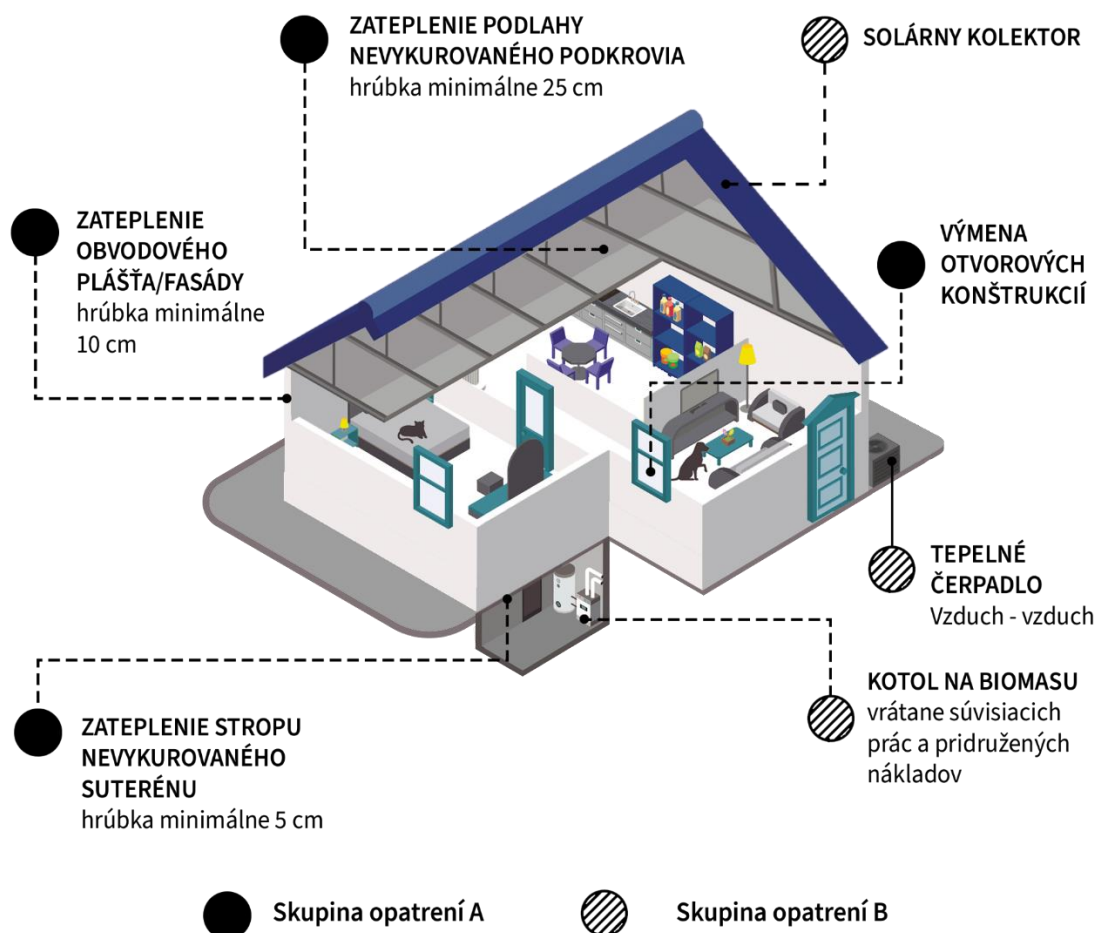 ZATEPLENIE PODLAHY
NEVYKUROVANÉHO PODKROVIA
hrúbka minimálne 25 cm
SOLÁRNY KOLEKTOR
ZATEPLENIE
OBVODOVÉHO
PLÁŠŤA/FASÁDY
hrúbka minimálne
10 cm
VÝMENA
OTVOROVÝCH
KONŠTRUKCIÍ
TEPELNÉ
ČERPADLO
Vzduch - vzduch
KOTOL NA BIOMASU
vrátane súvisiacich
prác a pridružených
nákladov
ZATEPLENIE STROPU
NEVYKUROVANÉHO
SUTERÉNU
hrúbka minimálne 5 cm
Skupina opatrení A
Skupina opatrení B